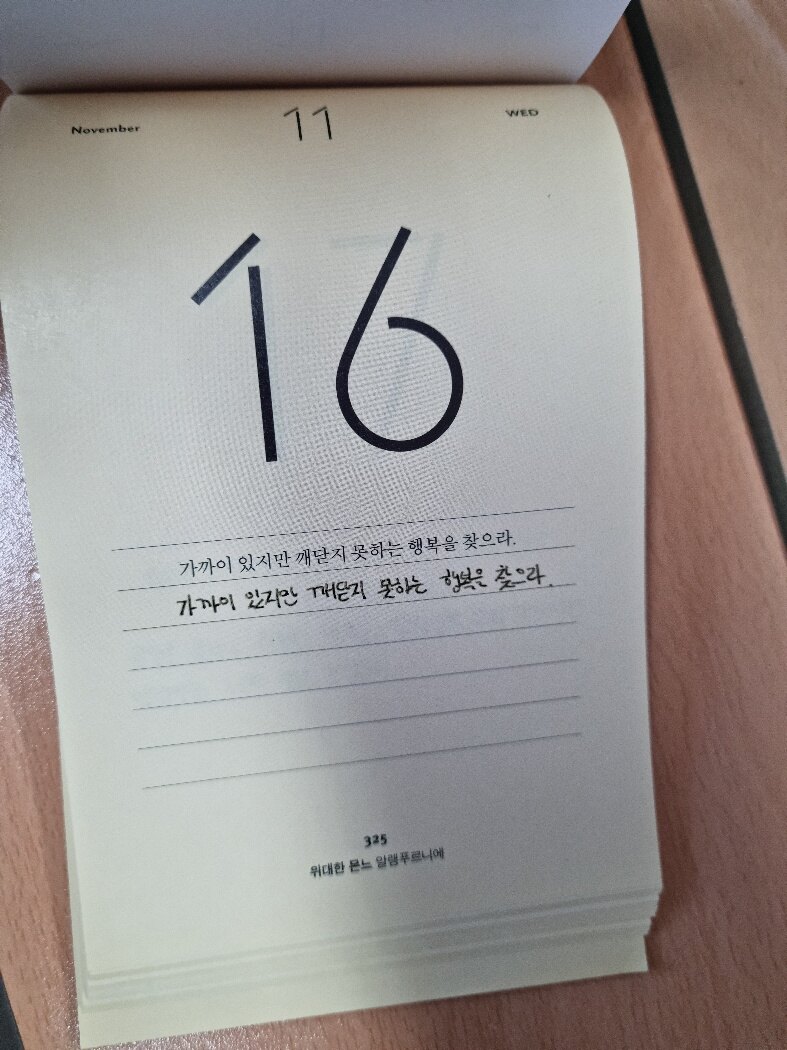 November 11 WED
16
가까이 있지만 깨닫지 못하는 행복을 찾으라.
가까이 있지만 깨닫지 못하는 행복을 찾으라.
325
위대한 몬느 알랭푸르니에